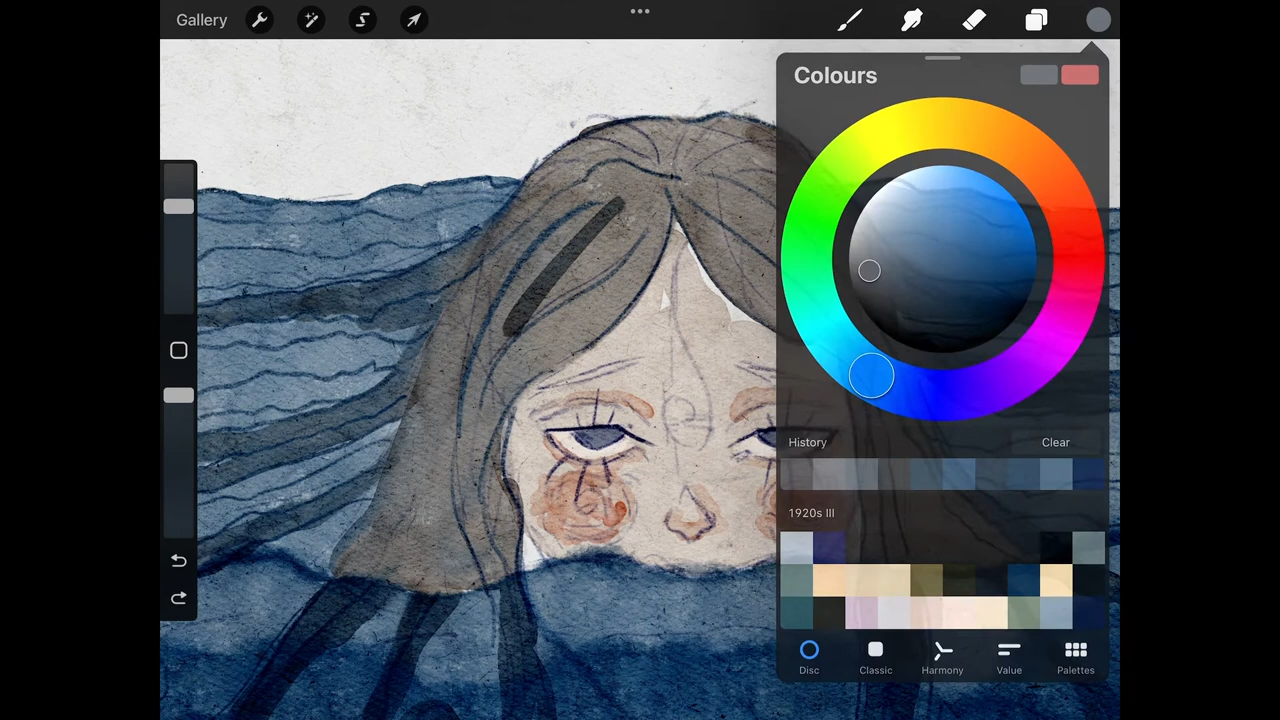 Gallery
Colours
History Clear
1920s III
Disc Classic Harmony Value Palettes